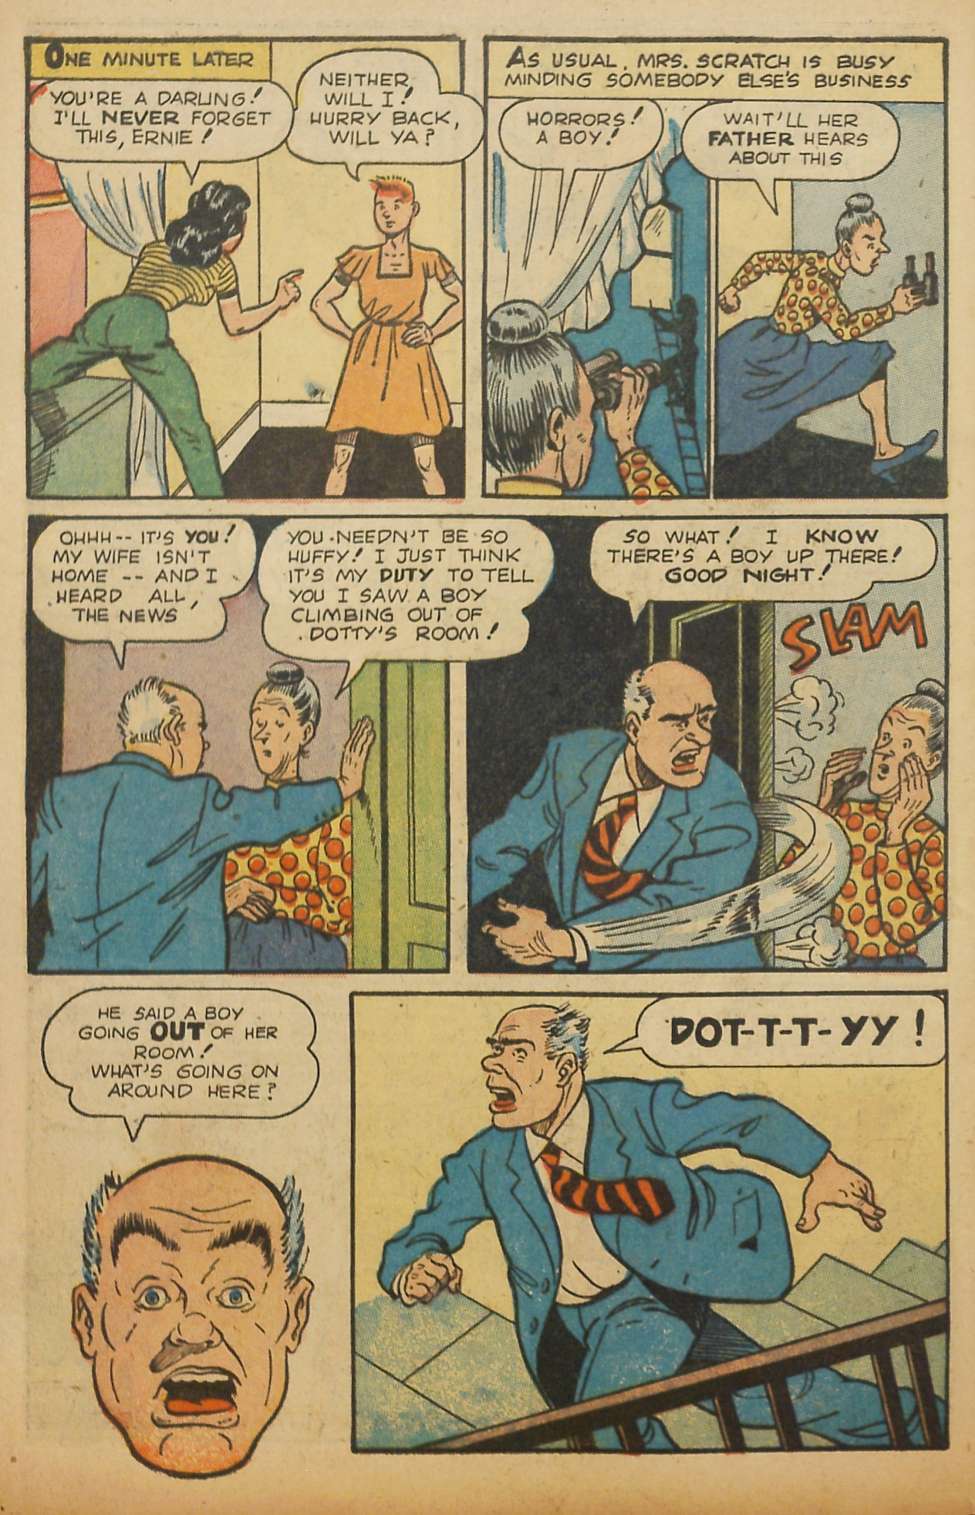 ONE MINUTE LATER
YOU'RE A DARLING!
I'LL NEVER FORGET
THIS, ERNIE!
NEITHER
WILL I!
HURRY BACK,
WILL YA?
AS USUAL, MRS. SCRATCH IS BUSY
MINDING SOMEBODY ELSE'S BUSINESS
HORRORS!
A BOY!
WAIT'LL HER
FATHER HEARS
ABOUT THIS
OHHH-- IT'S YOU!
MY WIFE ISN'T
HOME -- AND I
HEARD ALL,
THE NEWS
YOU NEEDN'T BE SO
HUFFY! I JUST THINK
IT'S MY DUTY TO TELL
YOU I SAW A BOY
CLIMBING OUT OF
DOTTY'S ROOM!
SO WHAT! I KNOW
THERE'S A BOY UP THERE!
GOOD NIGHT!
SLAM
HE SAID A BOY
GOING OUT OF HER
ROOM!
WHAT'S GOING ON
AROUND HERE?
DOT-T-T-YY!